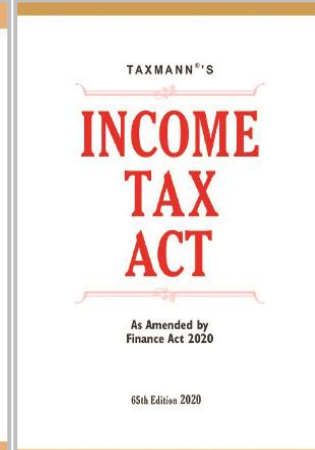 TAXMANN®'S
INCOME
TAX
ACT
As Amended by
Finance Act 2020
65th Edition 2020